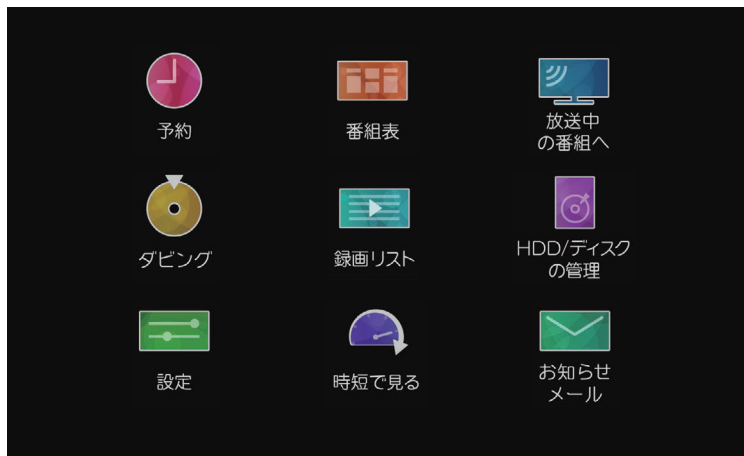 予約
番組表
放送中
の番組へ
ダビング
録画リスト
HDD/ディスク
の管理
設定
時短で見る
お知らせ
メール